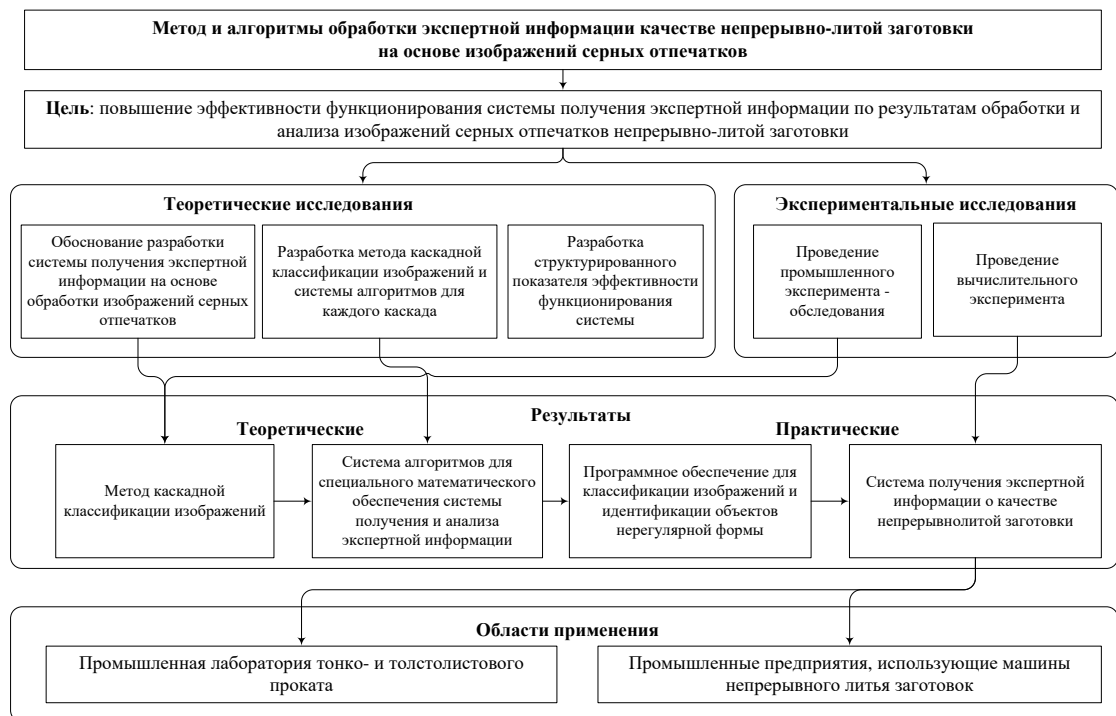 Метод и алгоритмы обработки экспертной информации качестве непрерывно-литой заготовки
на основе изображений серных отпечатков
Цель: повышение эффективности функционирования системы получения экспертной информации по результатам обработки и
анализа изображений серных отпечатков непрерывно-литой заготовки
Теоретические исследования
Обоснование разработки
системы получения экспертной
информации на основе
обработки изображений серных
отпечатков
Разработка метода каскадной
классификации изображений и
системы алгоритмов для
каждого каскада
Разработка
структурированного
показателя эффективности
функционирования
системы
Экспериментальные исследования
Проведение
промышленного
эксперимента -
обследования
Проведение
вычислительного
эксперимента
Результаты
Теоретические
Практические
Метод каскадной
классификации изображений
Система алгоритмов для
специального математического
обеспечения системы
получения и анализа
экспертной информации
Программное обеспечение для
классификации изображений и
идентификации объектов
нерегулярной формы
Система получения экспертной
информации о качестве
непрерывнолитой заготовки
Области применения
Промышленная лаборатория тонко- и толстолистового
проката
Промышленные предприятия, использующие машины
непрерывного литья заготовок